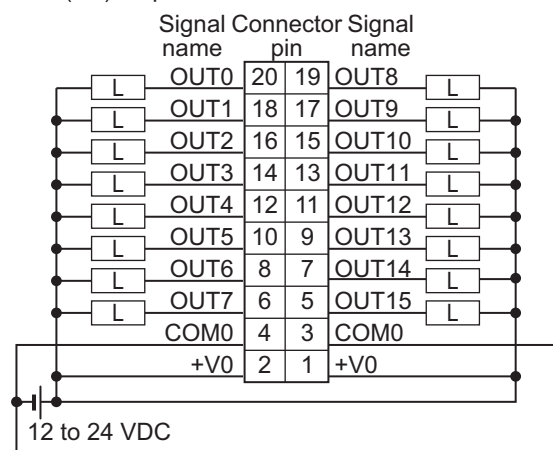 Signal Connector Signal
name pin name
L OUT0 20 19 OUT8 L
L OUT1 18 17 OUT9 L
L OUT2 16 15 OUT10 L
L OUT3 14 13 OUT11 L
L OUT4 12 11 OUT12 L
L OUT5 10 9 OUT13 L
L OUT6 8 7 OUT14 L
L OUT7 6 5 OUT15 L
COM0 4 3 COM0
+V0 2 1 +V0
12 to 24 VDC